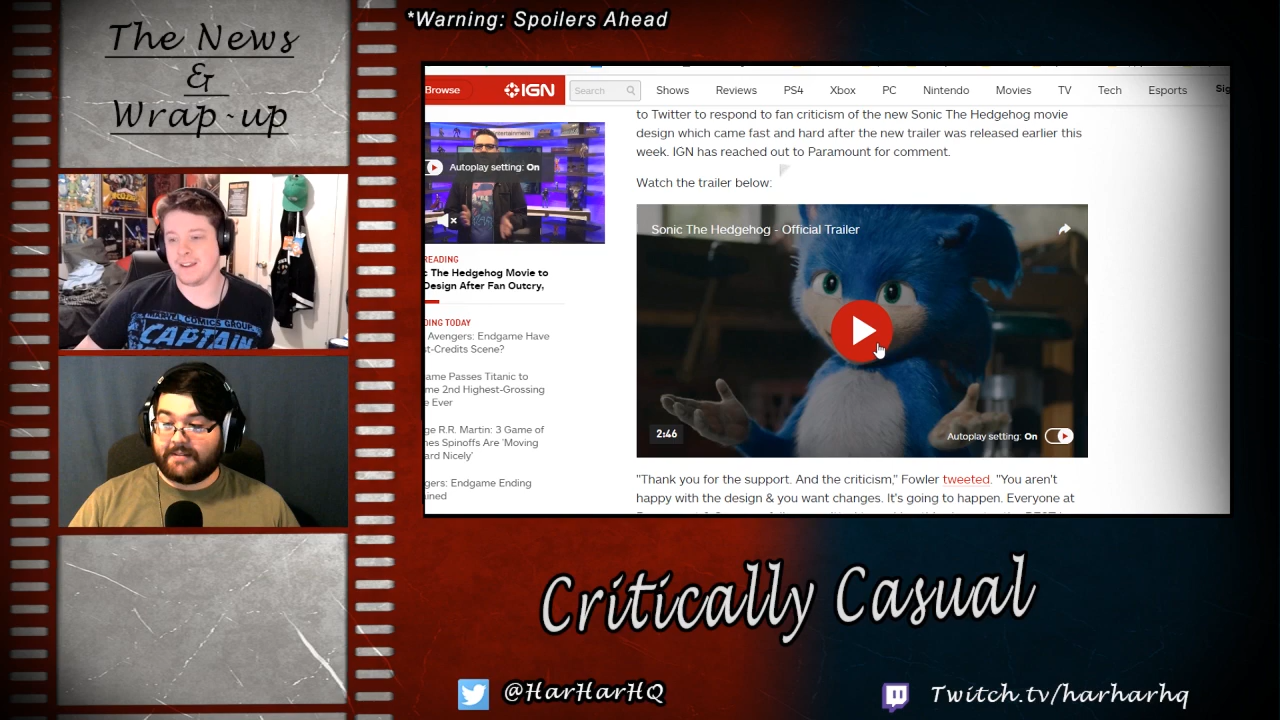 *Warning: Spoilers Ahead
The News
&
Wrap-up
MARVEL COMICS GROUP
CAPTAIN
Browse
IGN
Search
Shows
Reviews
PS4
Xbox
PC
Nintendo
Movies
TV
Tech
Esports
Sig
Autoplay setting: On
READING
c The Hedgehog Movie to
Design After Fan Outcry,
DING TODAY
Avengers: Endgame Have
st-Credits Scene?
ame Passes Titanic to
me 2nd Highest-Grossing
e Ever
ge R.R. Martin: 3 Game of
nes Spinoffs Are 'Moving
ard Nicely'
gers: Endgame Ending
ined
to Twitter to respond to fan criticism of the new Sonic The Hedgehog movie
design which came fast and hard after the new trailer was released earlier this
week. IGN has reached out to Paramount for comment.
Watch the trailer below:
Sonic The Hedgehog - Official Trailer
2:46
Autoplay setting: On
"Thank you for the support. And the criticism," Fowler tweeted. "You aren't
happy with the design & you want changes. It's going to happen. Everyone at
Critically Casual
@HarHarHQ
Twitch.tv/harharhq